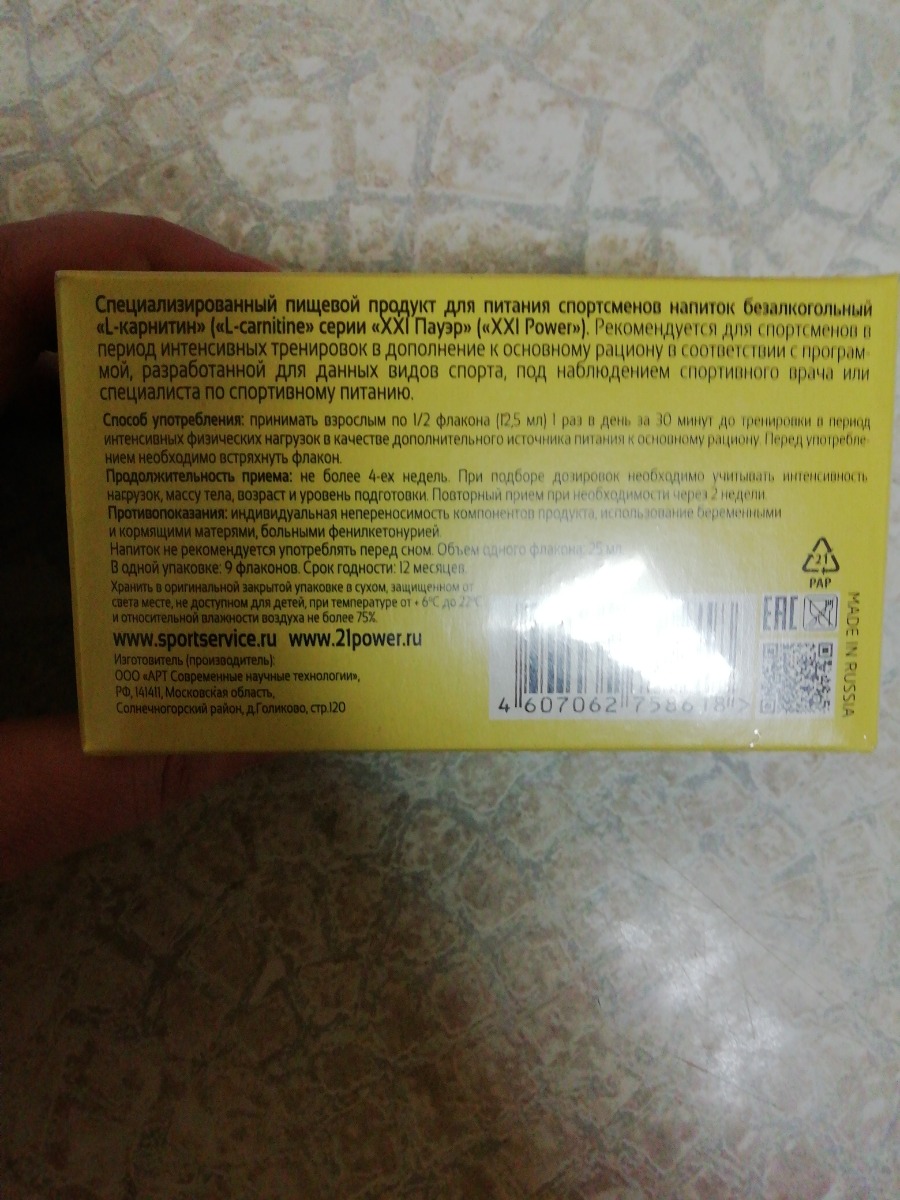 Специализированный пищевой продукт для питания спортсменов напиток безалкогольный
«L-карнитин» («L-carnitine» серии «XXI Пауэр» («XXI Power»). Рекомендуется для спортсменов в
период интенсивных тренировок в дополнение к основному рациону в соответствии с програм-
мой, разработанной для данных видов спорта, под наблюдением спортивного врача или
специалиста по спортивному питанию.
Способ употребления: принимать взрослым по 1/2 флакона (12,5 мл) 1 раз в день за 30 минут до тренировки в период
интенсивных физических нагрузок в качестве дополнительного источника питания к основному рациону. Перед употребле-
нием необходимо встряхнуть флакон.
Продолжительность приема: не более 4-ех недель. При подборе дозировок необходимо учитывать интенсивность
нагрузок, массу тела, возраст и уровень подготовки. Повторный прием при необходимости через 2 недели.
Противопоказания: индивидуальная непереносимость компонентов продукта, использование беременными
и кормящими матерями, больными фенилкетонурией.
Напиток не рекомендуется употреблять перед сном. Объем одного флакона: 25 мл.
В одной упаковке: 9 флаконов. Срок годности: 12 месяцев.
Хранить в оригинальной закрытой упаковке в сухом, защищенном от
света месте, не доступном для детей, при температуре от + 6°С до 22°С
и относительной влажности воздуха не более 75%.
www.sportservice.ru www.21power.ru
Изготовитель (производитель):
ООО «АРТ Современные научные технологии»,
РФ, 141411, Московская область,
Солнечногорский район, д.Голиково, стр.120
4 607062 758618 >
21
PAP
EAC
MADE IN RUSSIA